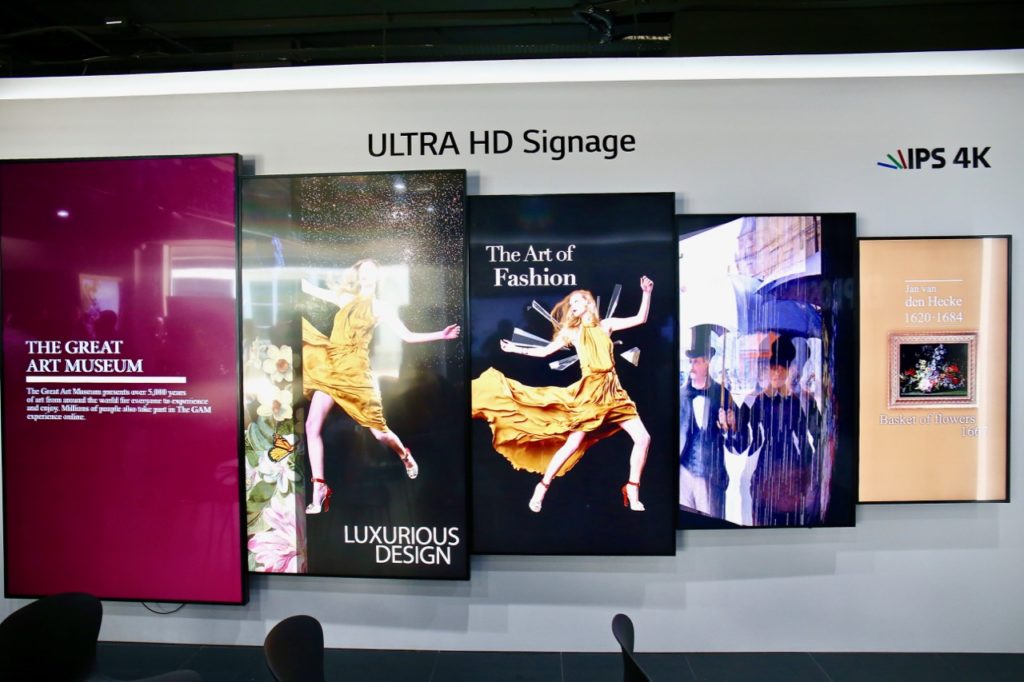 ULTRA HD Signage
IPS 4K
THE GREAT
ART MUSEUM
The Great Art Museum presents over 5,000 years
of art from around the world for everyone to experience
and enjoy. Millions of people also take part in The GAM
experience online.
LUXURIOUS
DESIGN
The Art of
Fashion
Jan van
den Hecke
1620-1684
Basket of flowers